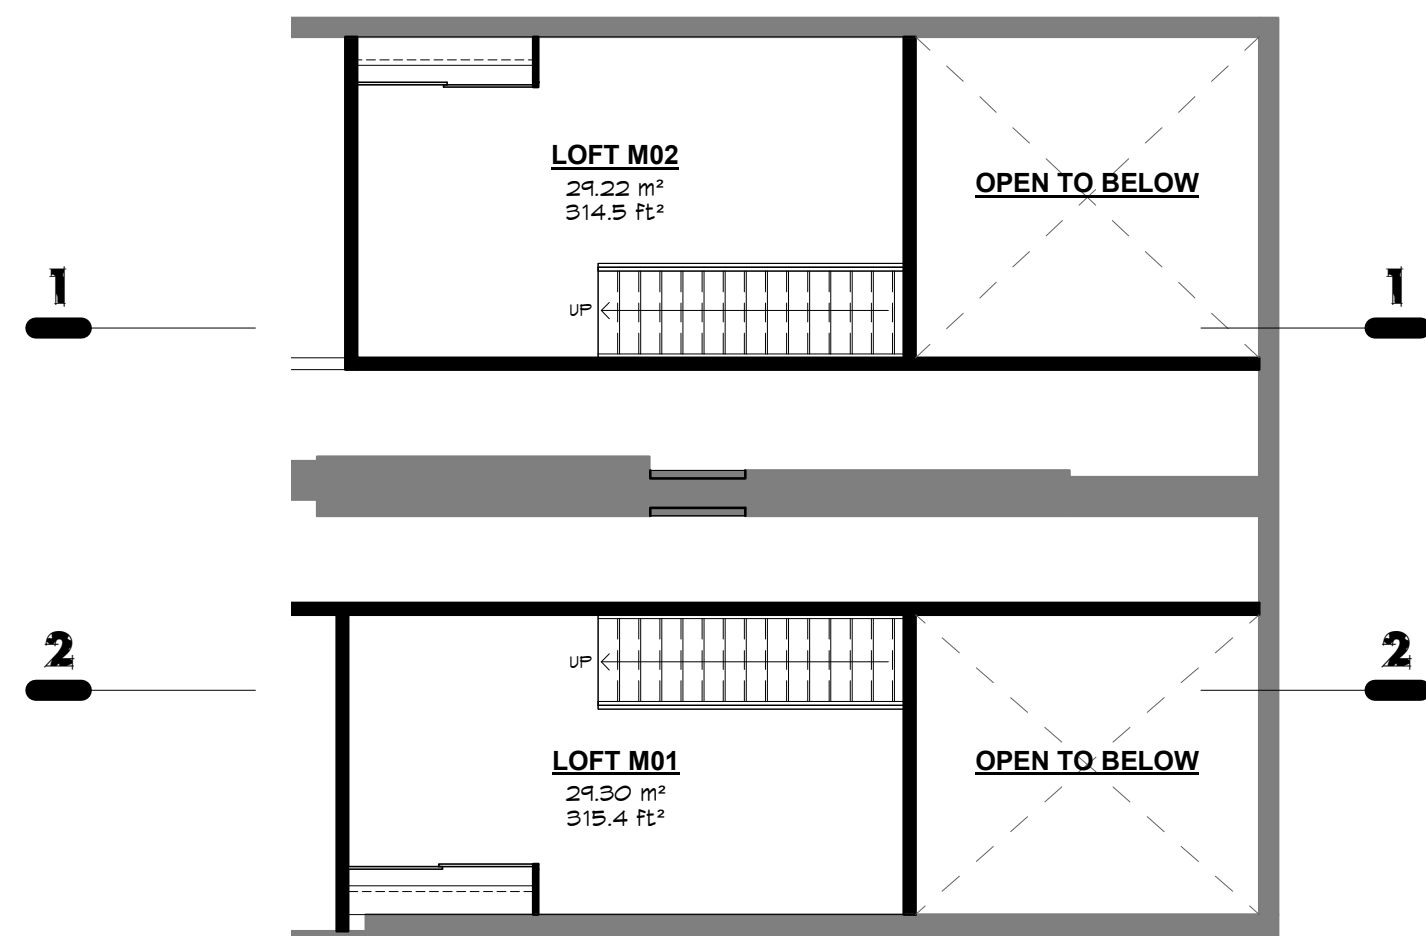 LOFT M02
29.22 m²
314.5 ft²
OPEN TO BELOW
1
1
UP
2
2
UP
LOFT M01
29.30 m²
315.4 ft²
OPEN TO BELOW